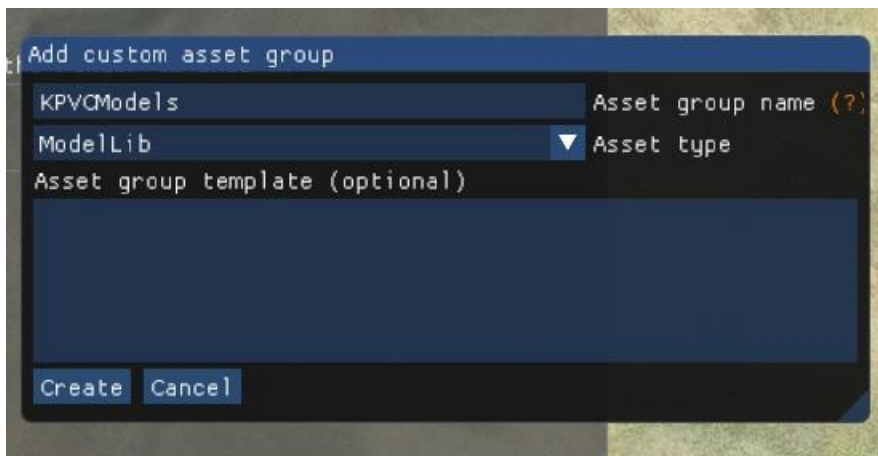 Add custom asset group
KPVCModels Asset group name (?)
ModelLib Asset type
Asset group template (optional)
Create Cancel